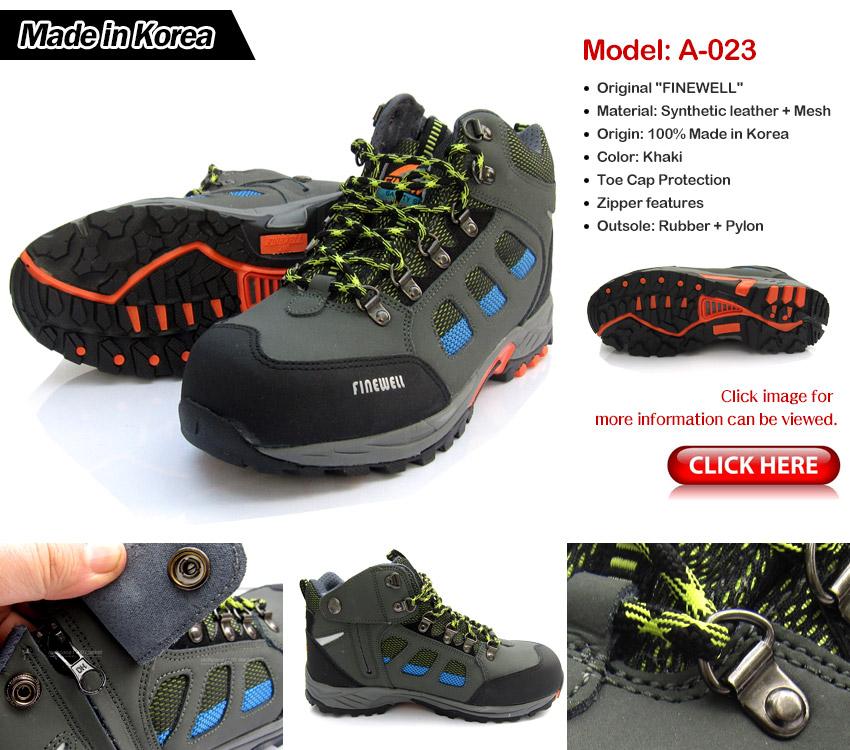 Made in Korea
Model: A-023
• Original "FINEWELL"
• Material: Synthetic leather + Mesh
• Origin: 100% Made in Korea
• Color: Khaki
• Toe Cap Protection
• Zipper features
• Outsole: Rubber + Pylon
FINEWELL
Click image for
more information can be viewed.
CLICK HERE